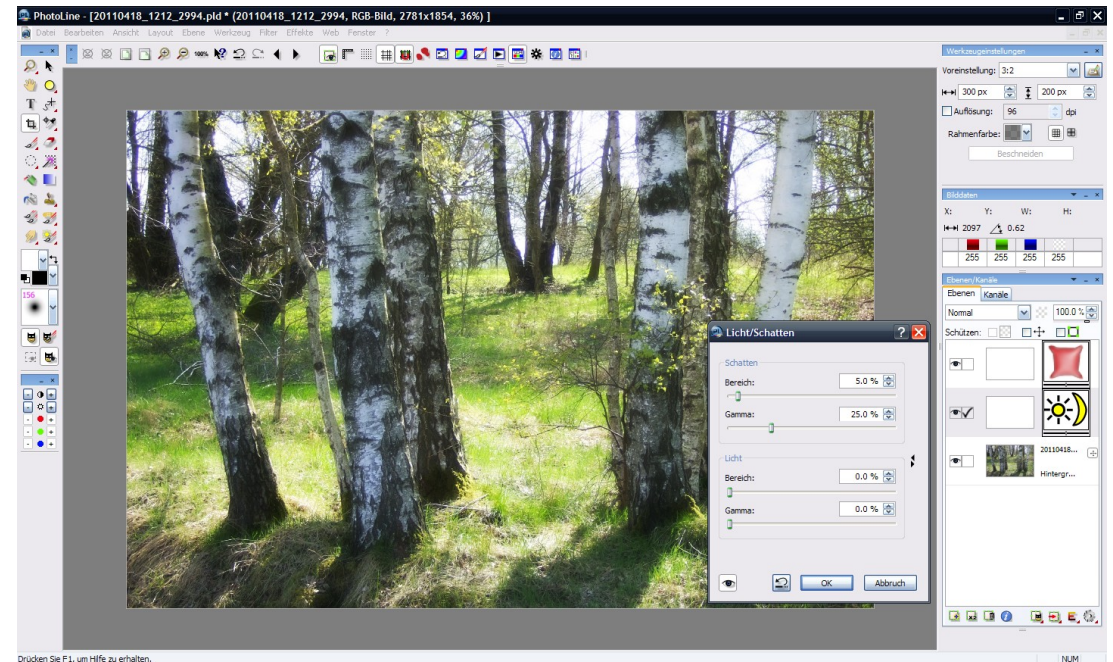 PhotoLine - [20110418_1212_2994.pld * (20110418_1212_2994, RGB-Bild, 2781x1854, 36%) ]
Datei Bearbeiten Ansicht Layout Ebene Werkzeug Filter Effekte Web Fenster ?
100%
T
156
Werkzeugeinstellungen
Voreinstellung: 3:2
300 px 200 px
Auflösung: 96 dpi
Rahmenfarbe:
Beschneiden
Bilddaten
X: Y: W: H:
2097 0.62
255 255 255 255
Ebenen/Kanäle
Ebenen Kanäle
Normal 100.0 %
Schützen:
20110418...
Hintergr...
Licht/Schatten
Schatten
Bereich: 5.0 %
Gamma: 25.0 %
Licht
Bereich: 0.0 %
Gamma: 0.0 %
OK Abbruch
Drücken Sie F1, um Hilfe zu erhalten.
NUM